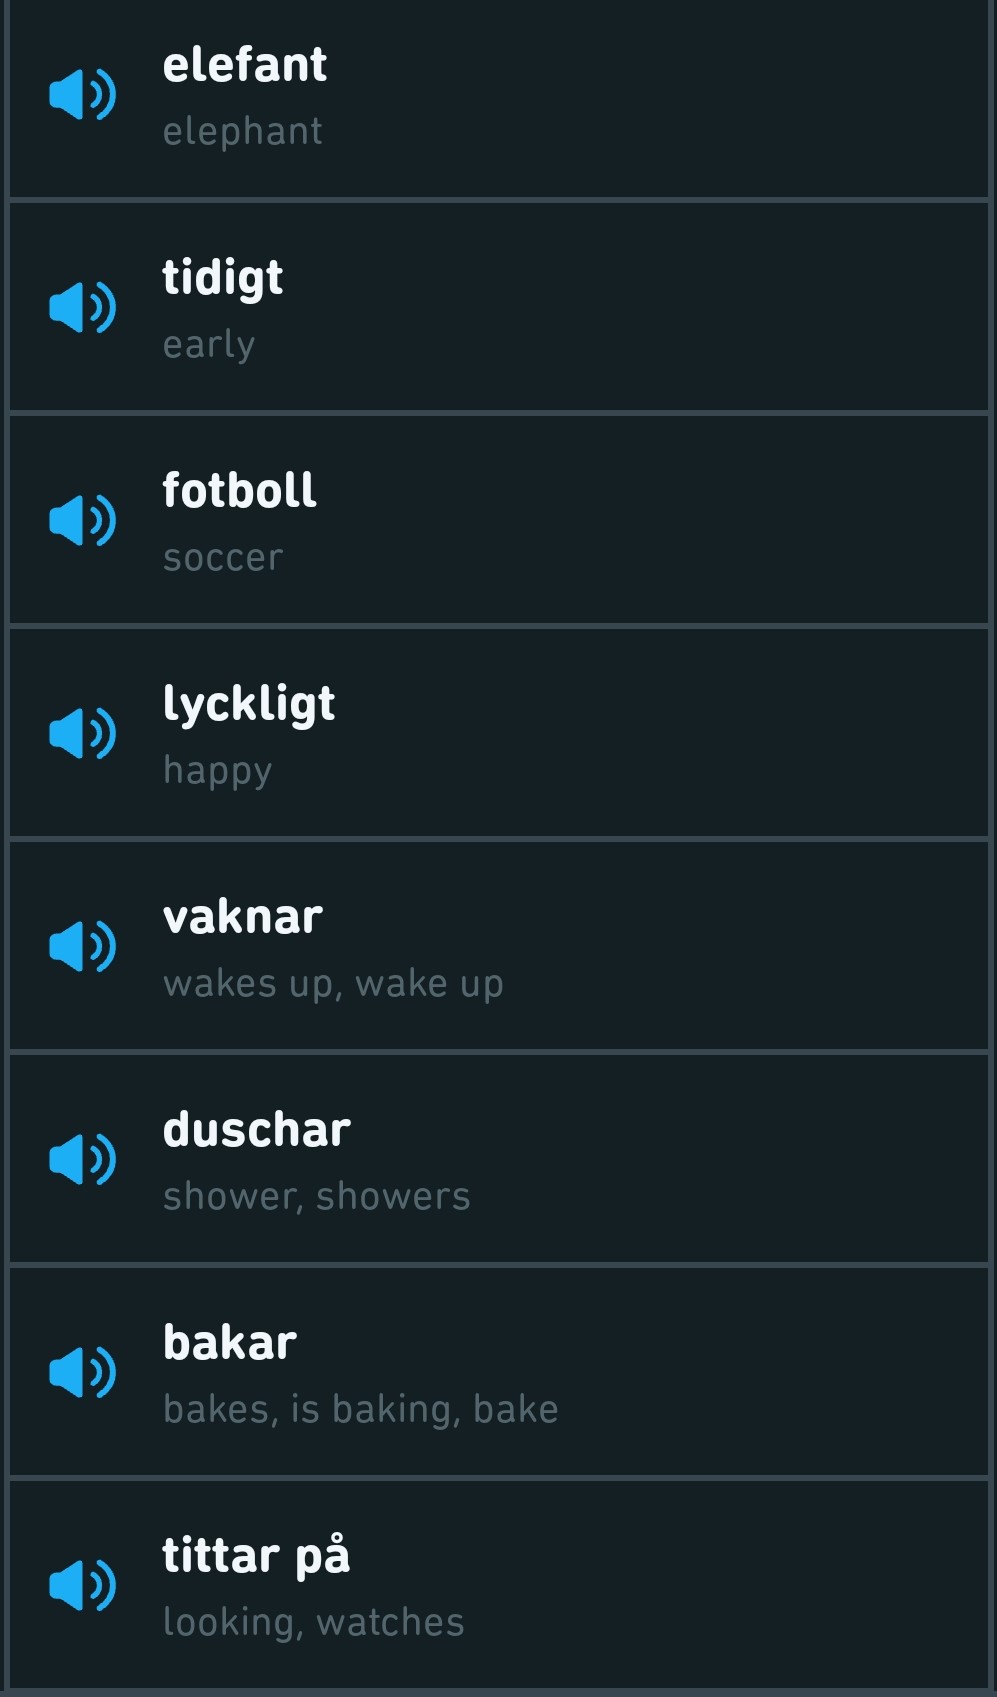 elefant
elephant
tidigt
early
fotboll
soccer
lyckligt
happy
vaknar
wakes up, wake up
duschar
shower, showers
bakar
bakes, is baking, bake
tittar på
looking, watches